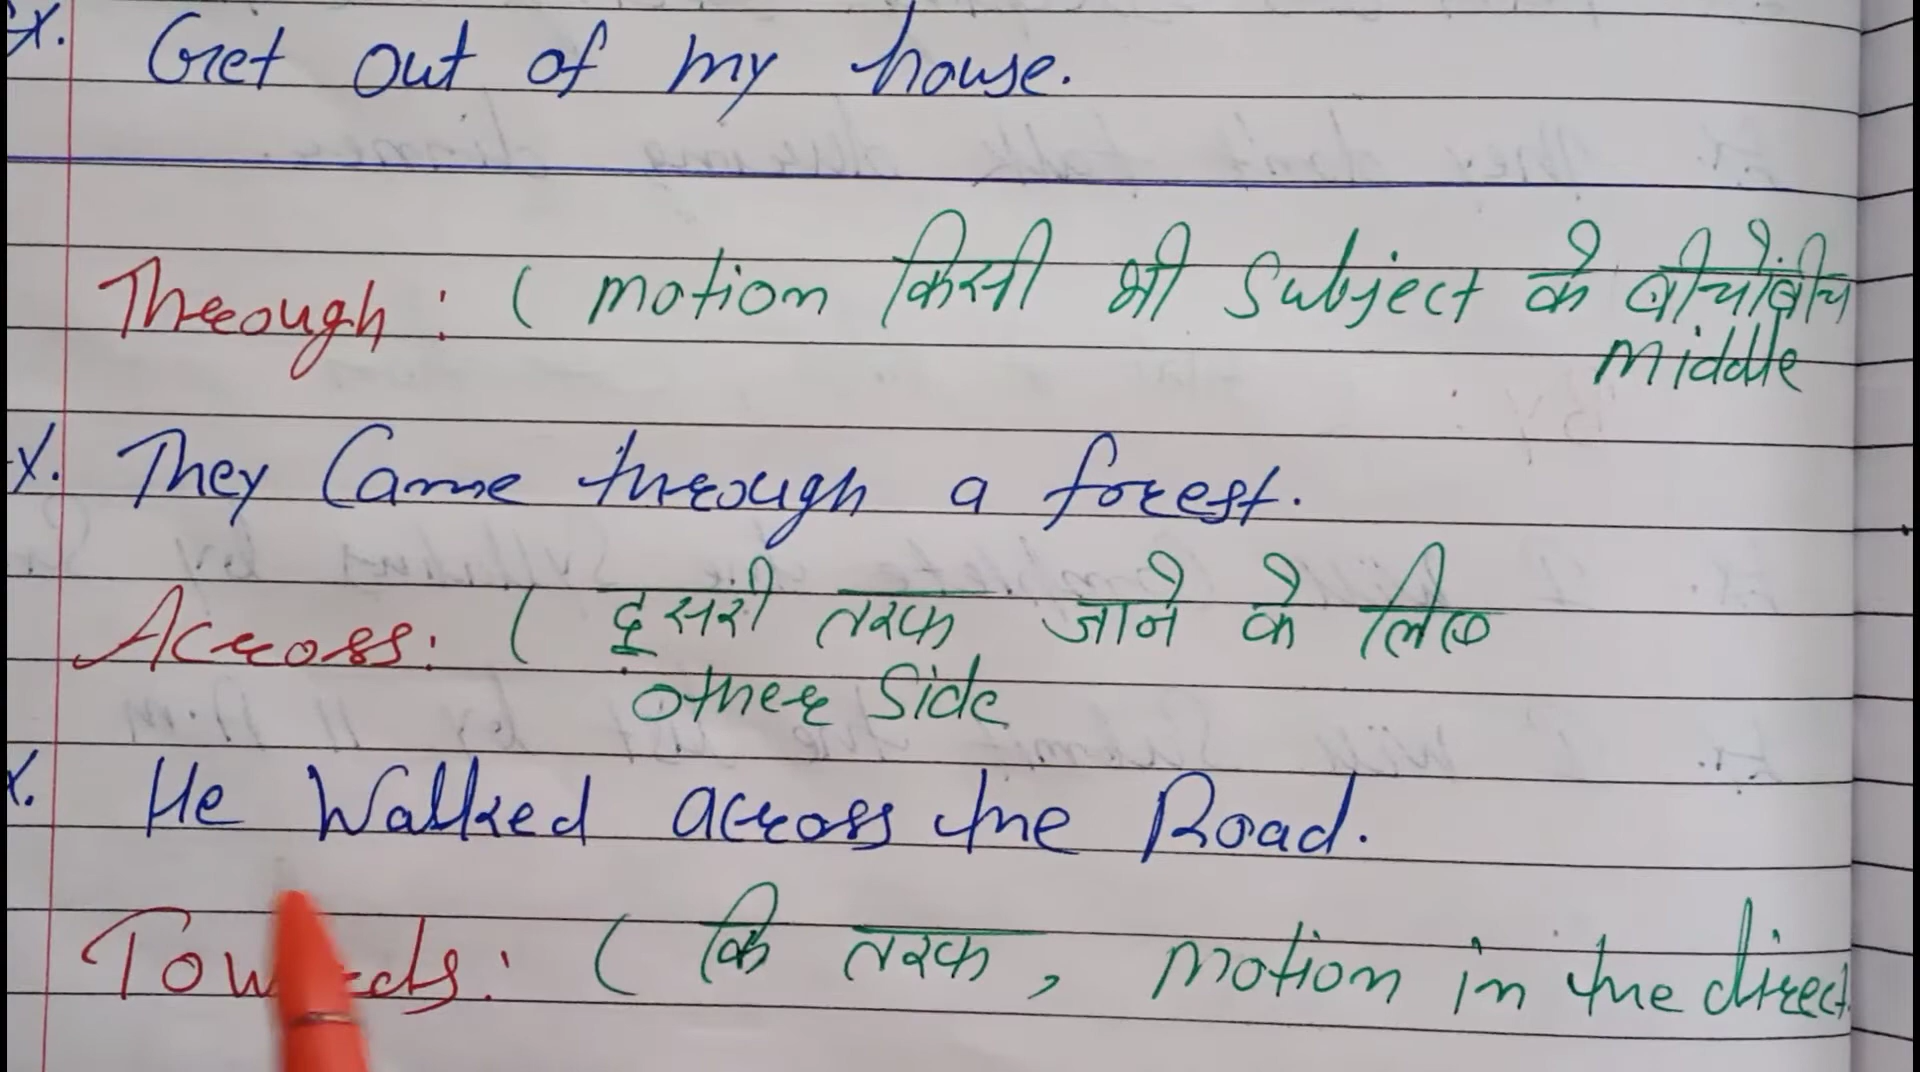 Ex. Get out of my house.
Through : ( motion किसी भी Subject के बीचोंबीच
middle
Ex. They Came through a forest.
Across : ( दूसरी तरफ जाने के लिए
other Side
Ex. He Walked across the Road.
Towards : ( कि तरफ , motion in the direct